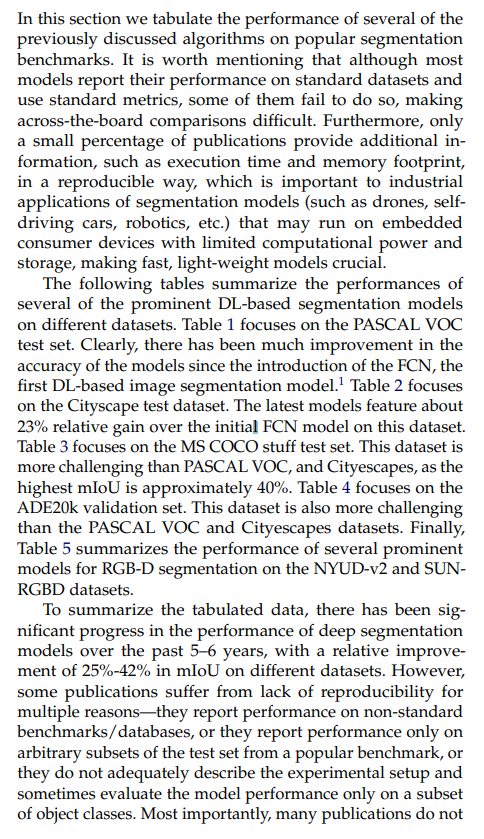 In this section we tabulate the performance of several of the
previously discussed algorithms on popular segmentation
benchmarks. It is worth mentioning that although most
models report their performance on standard datasets and
use standard metrics, some of them fail to do so, making
across-the-board comparisons difficult. Furthermore, only
a small percentage of publications provide additional in-
formation, such as execution time and memory footprint,
in a reproducible way, which is important to industrial
applications of segmentation models (such as drones, self-
driving cars, robotics, etc.) that may run on embedded
consumer devices with limited computational power and
storage, making fast, light-weight models crucial.
The following tables summarize the performances of
several of the prominent DL-based segmentation models
on different datasets. Table 1 focuses on the PASCAL VOC
test set. Clearly, there has been much improvement in the
accuracy of the models since the introduction of the FCN, the
first DL-based image segmentation model.¹ Table 2 focuses
on the Cityscape test dataset. The latest models feature about
23% relative gain over the initial FCN model on this dataset.
Table 3 focuses on the MS COCO stuff test set. This dataset is
more challenging than PASCAL VOC, and Cityescapes, as the
highest mIoU is approximately 40%. Table 4 focuses on the
ADE20k validation set. This dataset is also more challenging
than the PASCAL VOC and Cityescapes datasets. Finally,
Table 5 summarizes the performance of several prominent
models for RGB-D segmentation on the NYUD-v2 and SUN-
RGBD datasets.
To summarize the tabulated data, there has been sig-
nificant progress in the performance of deep segmentation
models over the past 5–6 years, with a relative improve-
ment of 25%-42% in mIoU on different datasets. However,
some publications suffer from lack of reproducibility for
multiple reasons—they report performance on non-standard
benchmarks/databases, or they report performance only on
arbitrary subsets of the test set from a popular benchmark, or
they do not adequately describe the experimental setup and
sometimes evaluate the model performance only on a subset
of object classes. Most importantly, many publications do not